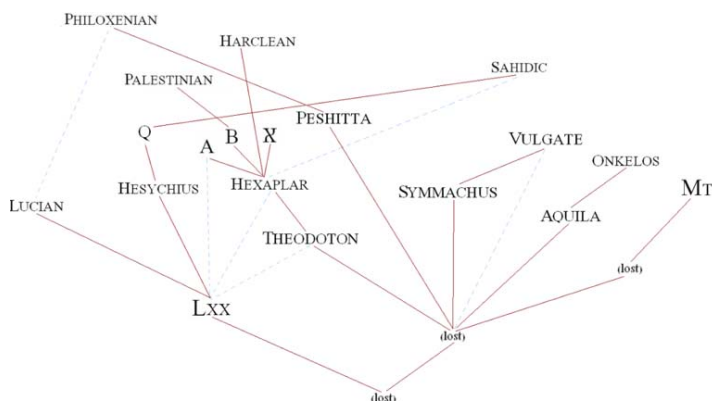 PHILOXENIAN
HARCLEAN
SAHIDIC
PALESTINIAN
PESHITTA
Q
A
B
א
VULGATE
ONKELOS
HESYCHIUS
HEXAPLAR
SYMMACHUS
MT
LUCIAN
AQUILA
THEODOTON
(lost)
LXX
(lost)
(lost)